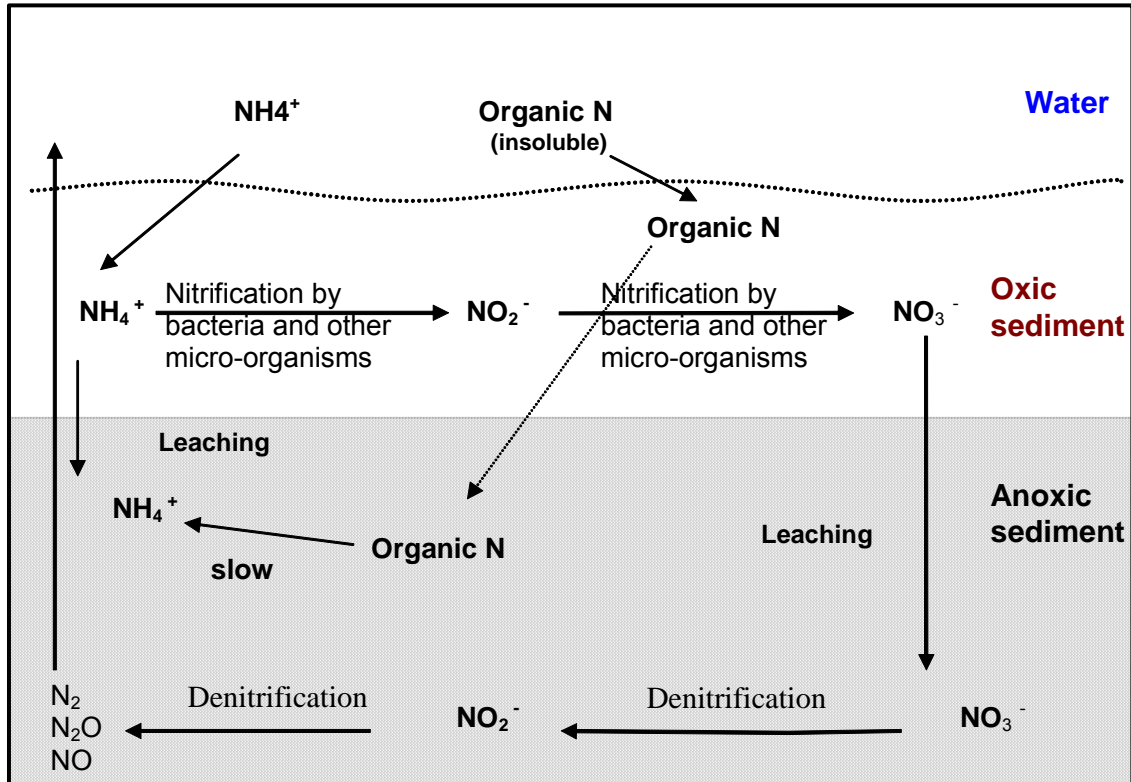 NH4⁺
Organic N
(insoluble)
Water
Organic N
NH₄⁺
Nitrification by
bacteria and other
micro-organisms
NO₂⁻
Nitrification by
bacteria and other
micro-organisms
NO₃⁻
Oxic
sediment
Leaching
NH₄⁺
Organic N
slow
Leaching
Anoxic
sediment
N₂
N₂O
NO
Denitrification
NO₂⁻
Denitrification
NO₃⁻